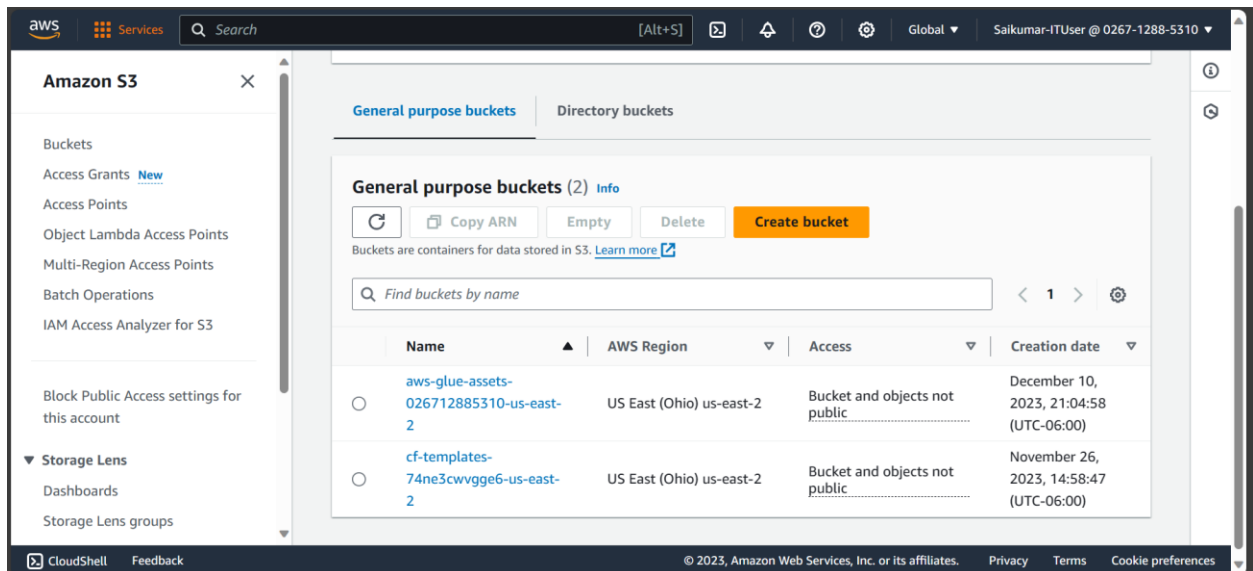 aws
Services
Search
[Alt+S]
Global
Saikumar-ITUser @ 0267-1288-5310
Amazon S3
Buckets
Access Grants New
Access Points
Object Lambda Access Points
Multi-Region Access Points
Batch Operations
IAM Access Analyzer for S3
Block Public Access settings for
this account
Storage Lens
Dashboards
Storage Lens groups
General purpose buckets
Directory buckets
General purpose buckets (2) Info
Copy ARN
Empty
Delete
Create bucket
Buckets are containers for data stored in S3. Learn more
Find buckets by name
1
Name
AWS Region
Access
Creation date
aws-glue-assets-
026712885310-us-east-
2
US East (Ohio) us-east-2
Bucket and objects not
public
December 10,
2023, 21:04:58
(UTC-06:00)
cf-templates-
74ne3cwvgge6-us-east-
2
US East (Ohio) us-east-2
Bucket and objects not
public
November 26,
2023, 14:58:47
(UTC-06:00)
CloudShell
Feedback
© 2023, Amazon Web Services, Inc. or its affiliates.
Privacy
Terms
Cookie preferences